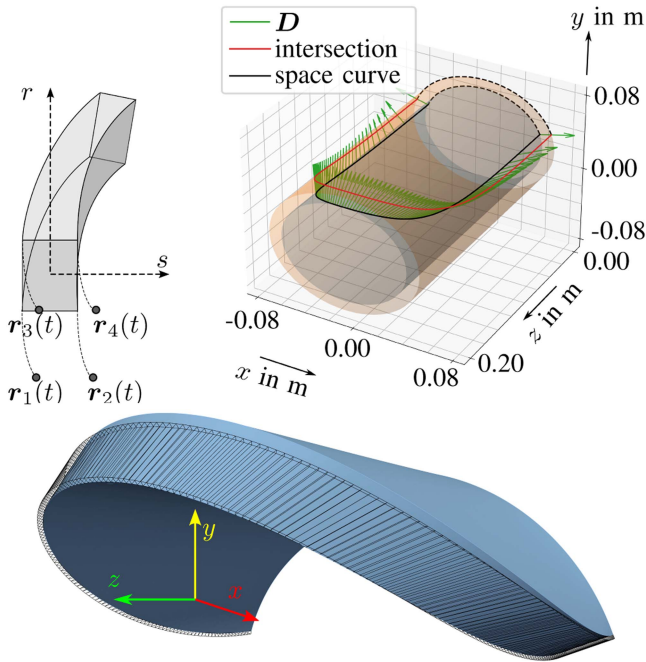 D
intersection
space curve
y in m
r
s
r₃(t)
r₄(t)
r₁(t)
r₂(t)
0.08
0.00
-0.08
0.00
0.20
z in m
-0.08
0.00
0.08
x in m
y
z
x